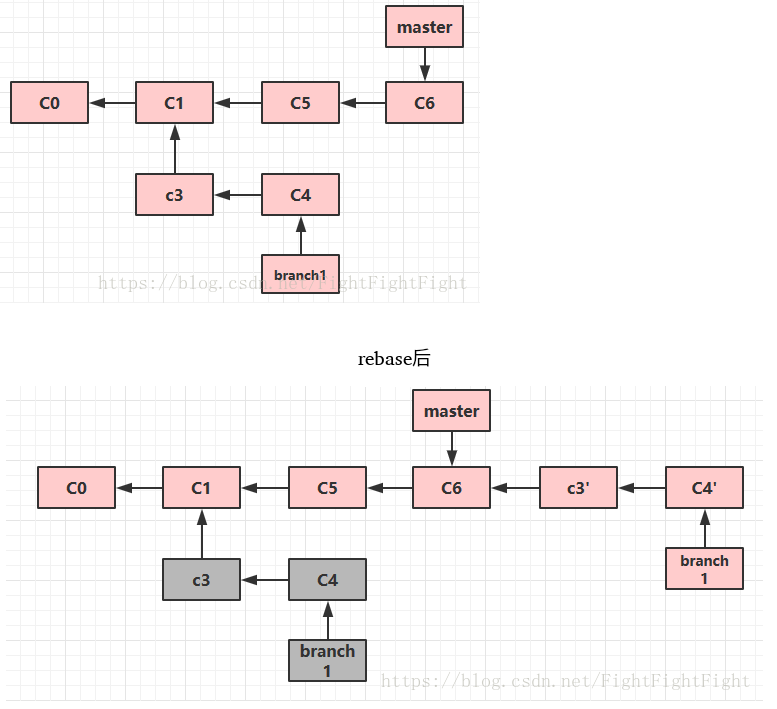 master
C0
C1
C5
C6
c3
C4
branch1
https://blog.csdn.net/FightFightFight
rebase后
master
C0
C1
C5
C6
c3'
C4'
branch
1
c3
C4
branch
1
https://blog.csdn.net/FightFightFight